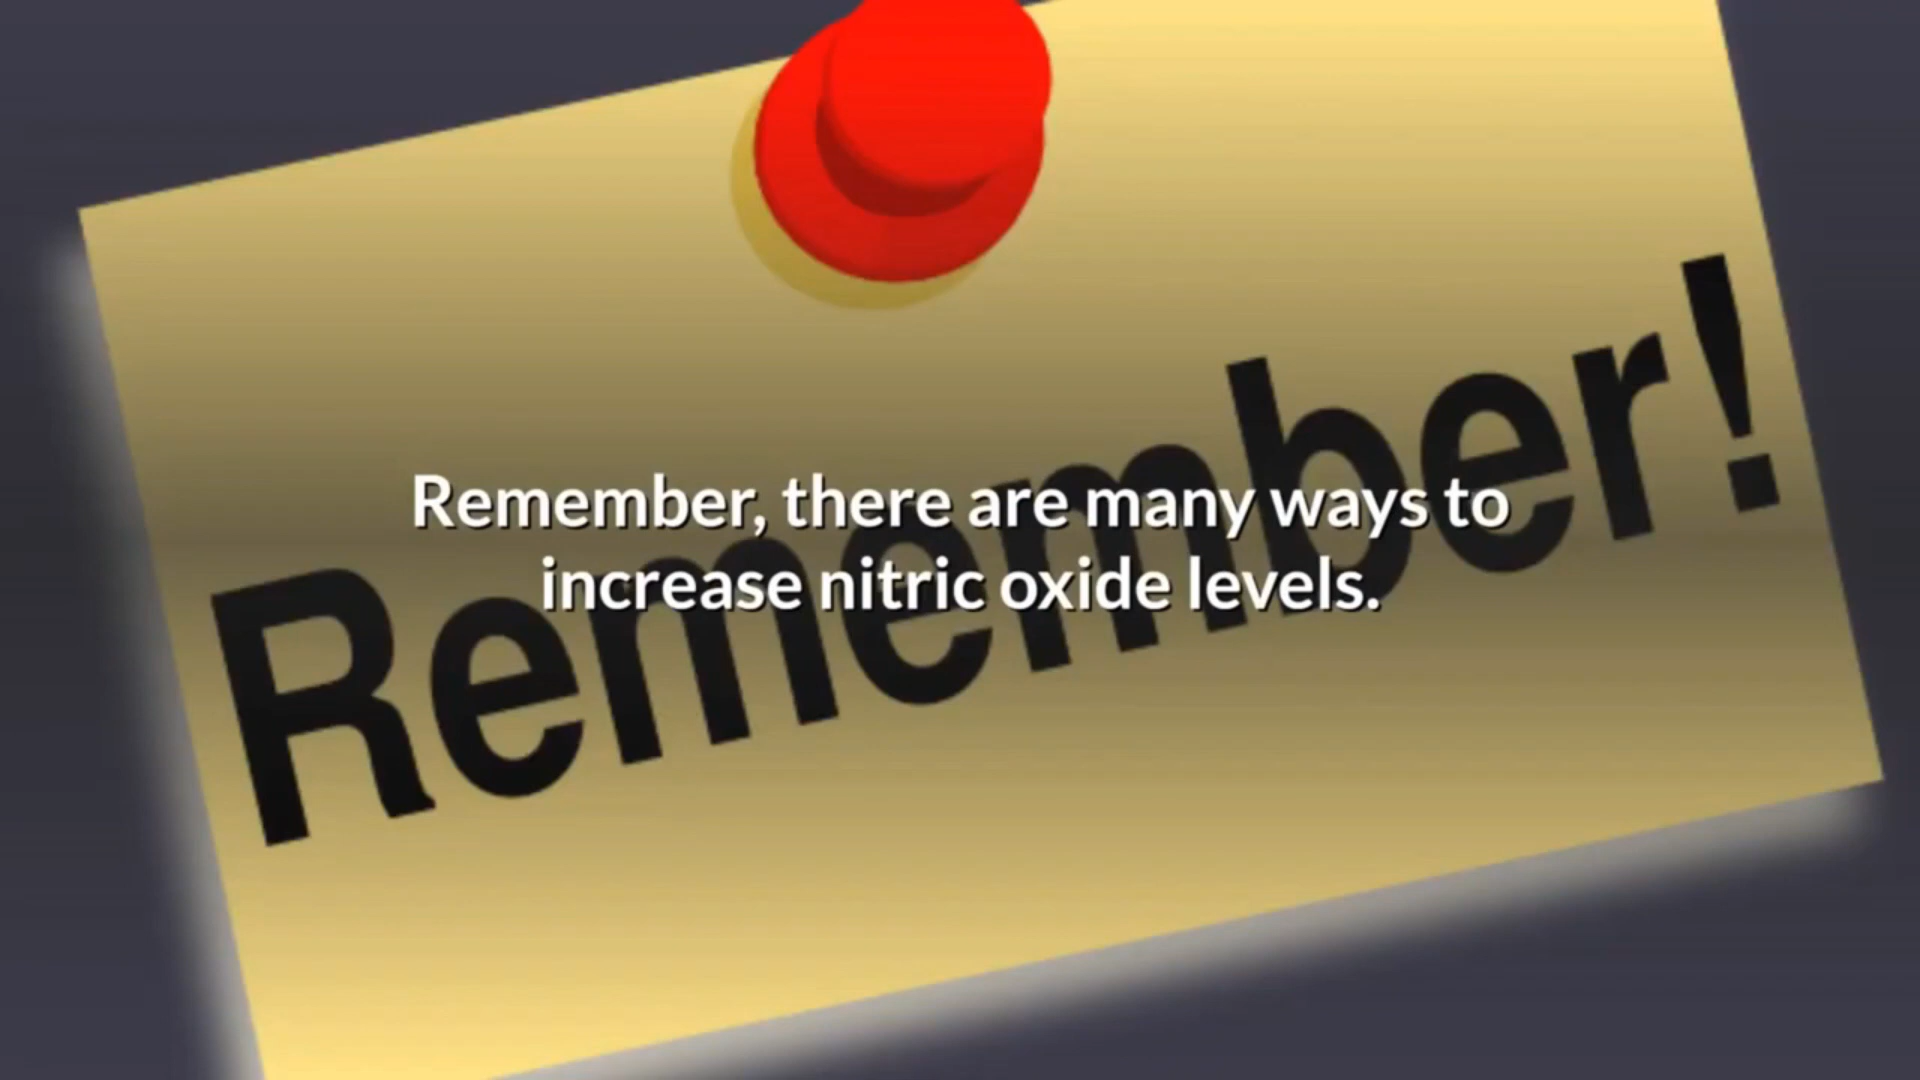 Remember!
Remember, there are many ways to
increase nitric oxide levels.